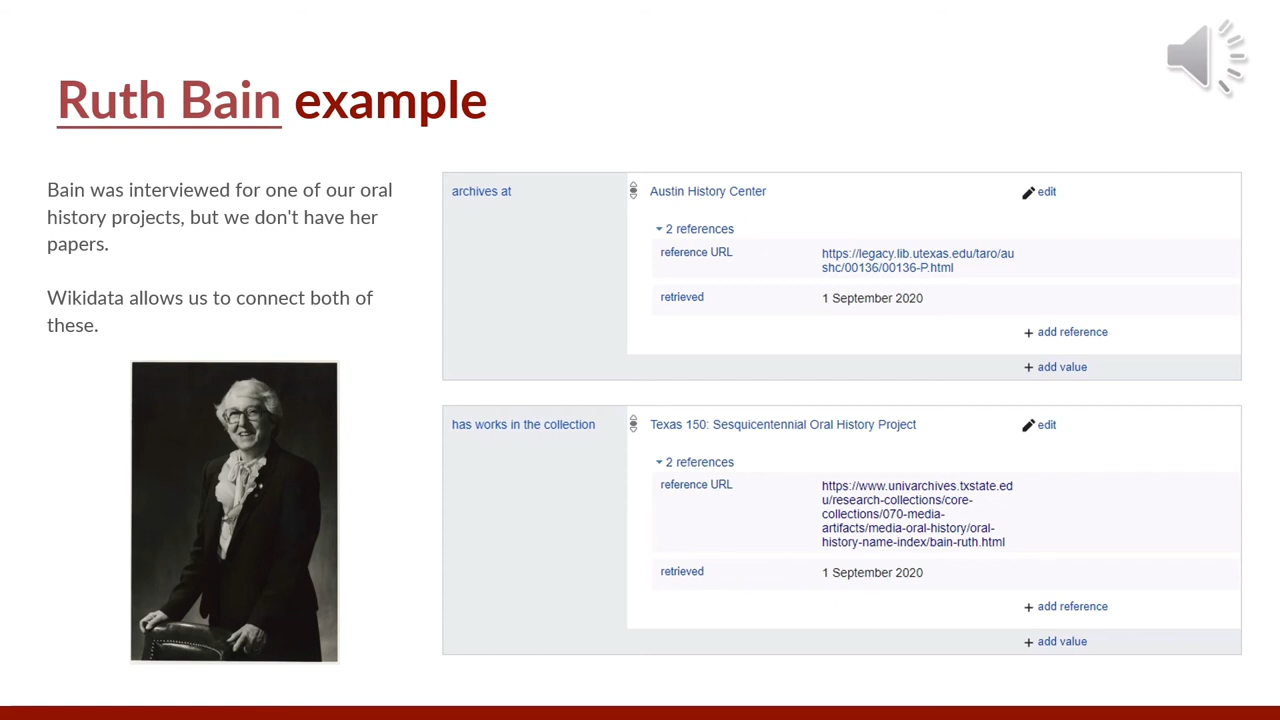 Ruth Bain example
Bain was interviewed for one of our oral
history projects, but we don't have her
papers.
Wikidata allows us to connect both of
these.
archives at
Austin History Center
edit
2 references
reference URL
https://legacy.lib.utexas.edu/taro/au
shc/00136/00136-P.html
retrieved
1 September 2020
+ add reference
+ add value
has works in the collection
Texas 150: Sesquicentennial Oral History Project
edit
2 references
reference URL
https://www.univarchives.txstate.ed
u/research-collections/core-
collections/070-media-
artifacts/media-oral-history/oral-
history-name-index/bain-ruth.html
retrieved
1 September 2020
+ add reference
+ add value